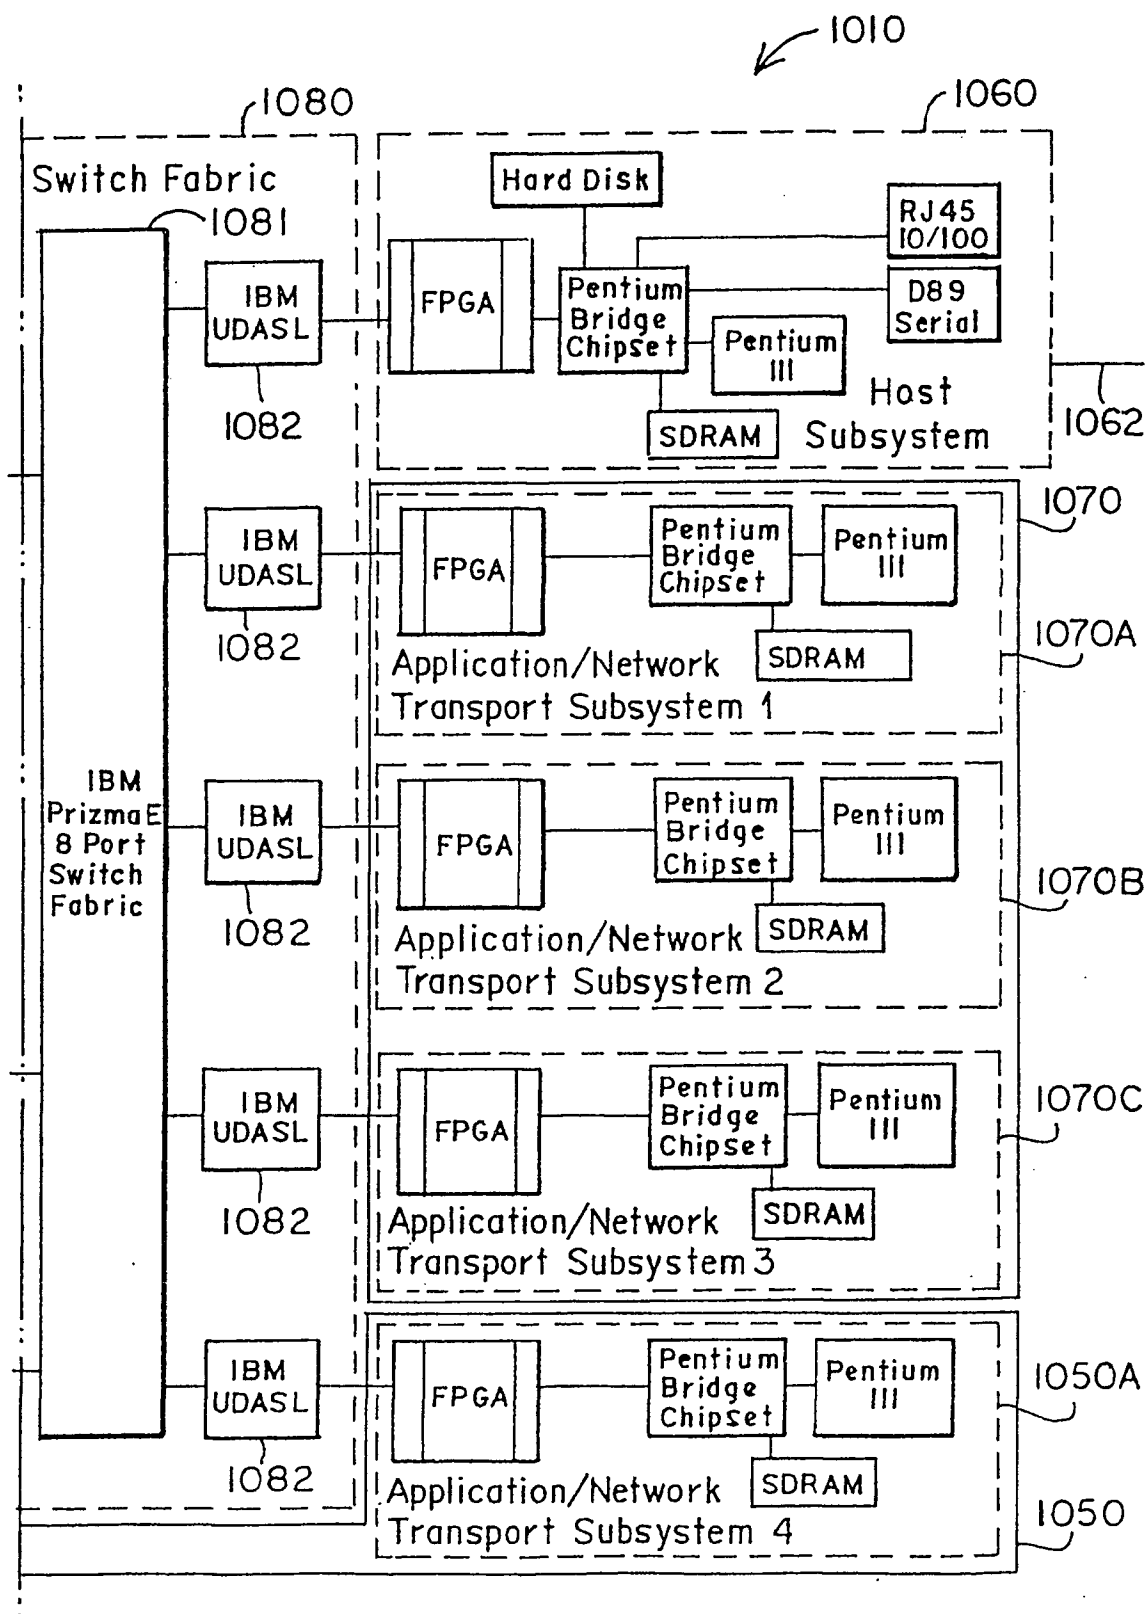 1010
1080
1060
Switch Fabric
1081
Hard Disk
RJ45
10/100
IBM
UDASL
FPGA
Pentium
Bridge
Chipset
D89
Serial
Pentium
III
1082
SDRAM
Host
Subsystem
1062
1070
IBM
UDASL
FPGA
Pentium
Bridge
Chipset
Pentium
III
1082
SDRAM
1070A
Application/Network
Transport Subsystem 1
IBM
PrizmaE
8 Port
Switch
Fabric
IBM
UDASL
FPGA
Pentium
Bridge
Chipset
Pentium
III
1070B
1082
SDRAM
Application/Network
Transport Subsystem 2
IBM
UDASL
FPGA
Pentium
Bridge
Chipset
Pentium
III
1070C
1082
SDRAM
Application/Network
Transport Subsystem 3
IBM
UDASL
FPGA
Pentium
Bridge
Chipset
Pentium
III
1050A
1082
SDRAM
Application/Network
Transport Subsystem 4
1050